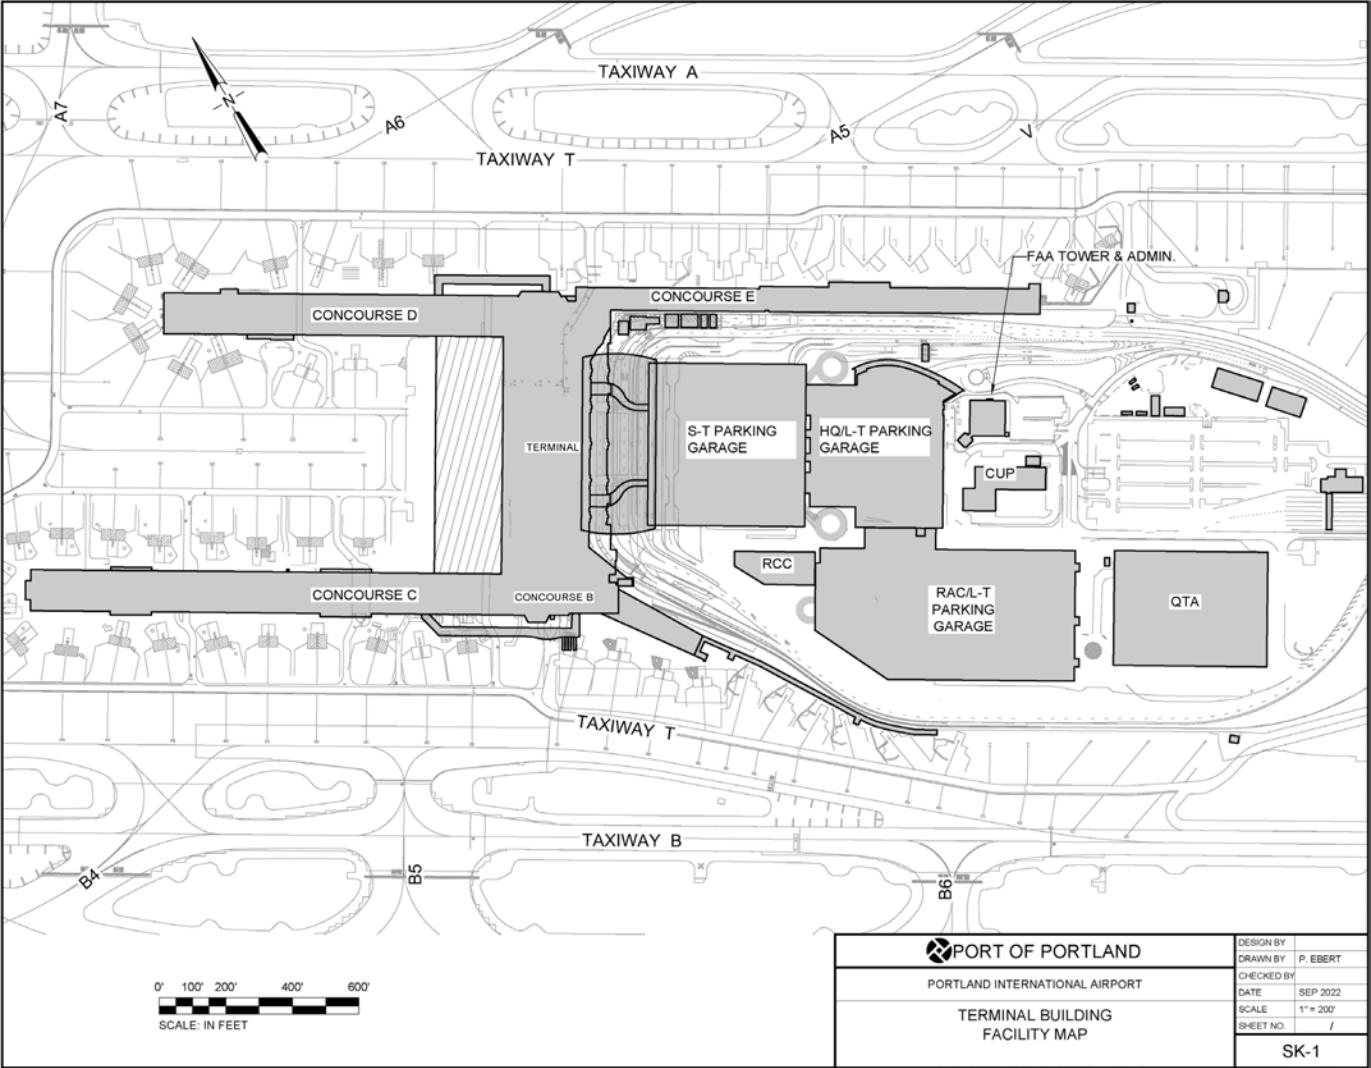 TAXIWAY A
A7
A6
A5
V
N
TAXIWAY T
FAA TOWER & ADMIN.
CONCOURSE E
CONCOURSE D
S-T PARKING
GARAGE
HQ/L-T PARKING
GARAGE
TERMINAL
CUP
RCC
CONCOURSE C
CONCOURSE B
RAC/L-T
PARKING
GARAGE
QTA
TAXIWAY T
TAXIWAY B
B4
B5
B6
0' 100' 200' 400' 600'
SCALE: IN FEET
PORT OF PORTLAND
PORTLAND INTERNATIONAL AIRPORT
TERMINAL BUILDING
FACILITY MAP
DESIGN BY
DRAWN BY P. EBERT
CHECKED BY
DATE SEP 2022
SCALE 1" = 200'
SHEET NO. /
SK-1